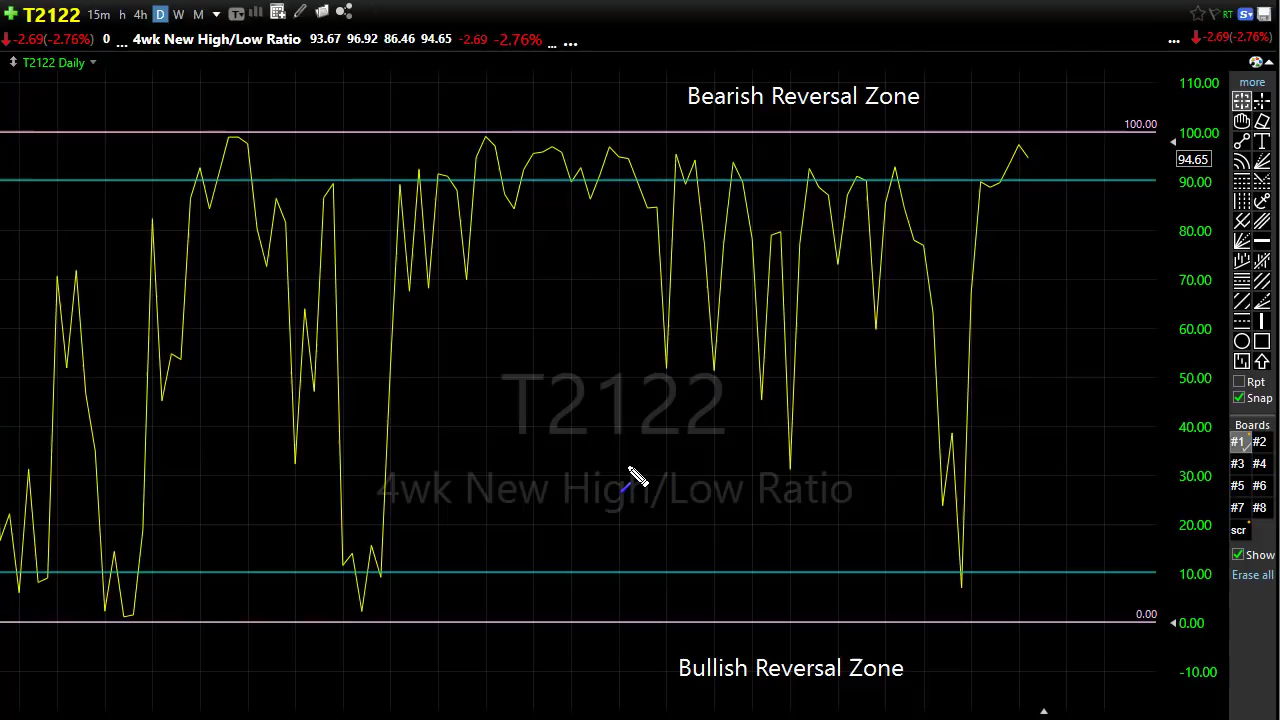 T2122 15m h 4h D W M RT
-2.69(-2.76%) 0 ... 4wk New High/Low Ratio 93.67 96.92 86.46 94.65 -2.69 -2.76% ... ... ... -2.69(-2.76%)
T2122 Daily
more
Bearish Reversal Zone
110.00
100.00
100.00
94.65
90.00
80.00
70.00
60.00
50.00
T2122
40.00
4wk New High/Low Ratio
30.00
20.00
10.00
0.00
0.00
Bullish Reversal Zone
-10.00
Rpt
Snap
Boards
#1 #2
#3 #4
#5 #6
#7 #8
scr
Show
Erase all